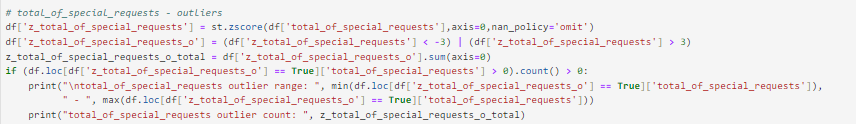 # total_of_special_requests - outliers
df['z_total_of_special_requests'] = st.zscore(df['total_of_special_requests'],axis=0,nan_policy='omit')
df['z_total_of_special_requests_o'] = (df['z_total_of_special_requests'] < -3) | (df['z_total_of_special_requests'] > 3)
z_total_of_special_requests_o_total = df['z_total_of_special_requests_o'].sum(axis=0)
if (df.loc[df['z_total_of_special_requests_o'] == True]['total_of_special_requests'] > 0).count() > 0:
    print("\ntotal_of_special_requests outlier range: ", min(df.loc[df['z_total_of_special_requests_o'] == True]['total_of_special_requests']),
          " - ", max(df.loc[df['z_total_of_special_requests_o'] == True]['total_of_special_requests']))
    print("total_of_special_requests outlier count: ", z_total_of_special_requests_o_total)